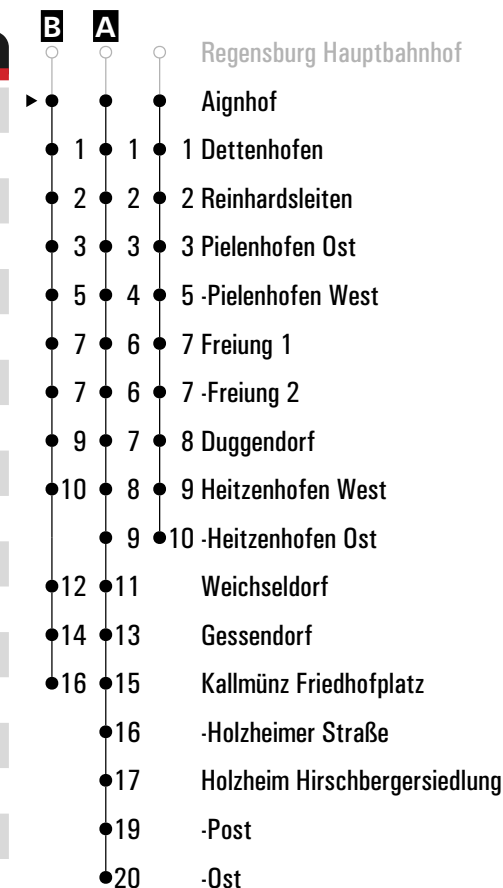 B A
Regensburg Hauptbahnhof
Aignhof
1 1 1 Dettenhofen
2 2 2 Reinhardsleiten
3 3 3 Pielenhofen Ost
5 4 5 -Pielenhofen West
7 6 7 Freiung 1
7 6 7 -Freiung 2
9 7 8 Duggendorf
10 8 9 Heitzenhofen West
9 10 -Heitzenhofen Ost
12 11 Weichseldorf
14 13 Gessendorf
16 15 Kallmünz Friedhofplatz
16 -Holzheimer Straße
17 Holzheim Hirschbergersiedlung
19 -Post
20 -Ost